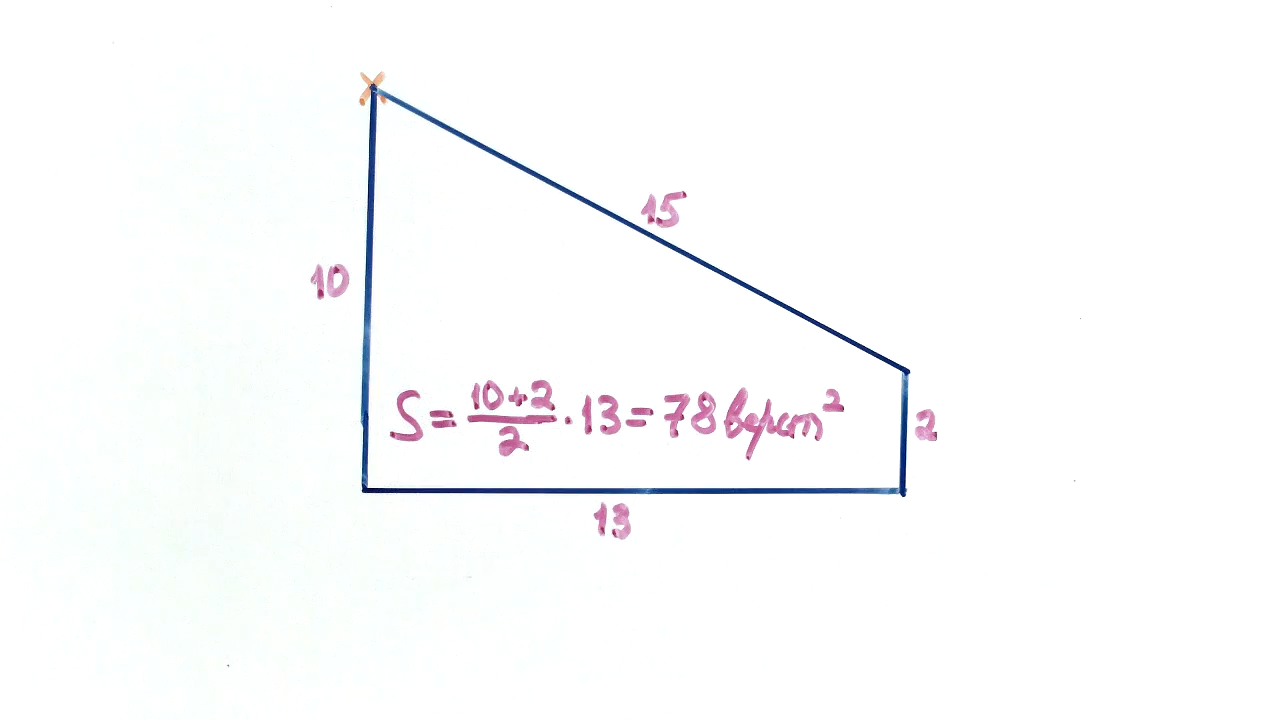 15
10
S = (10+2)/2 · 13 = 78 верст²
2
13